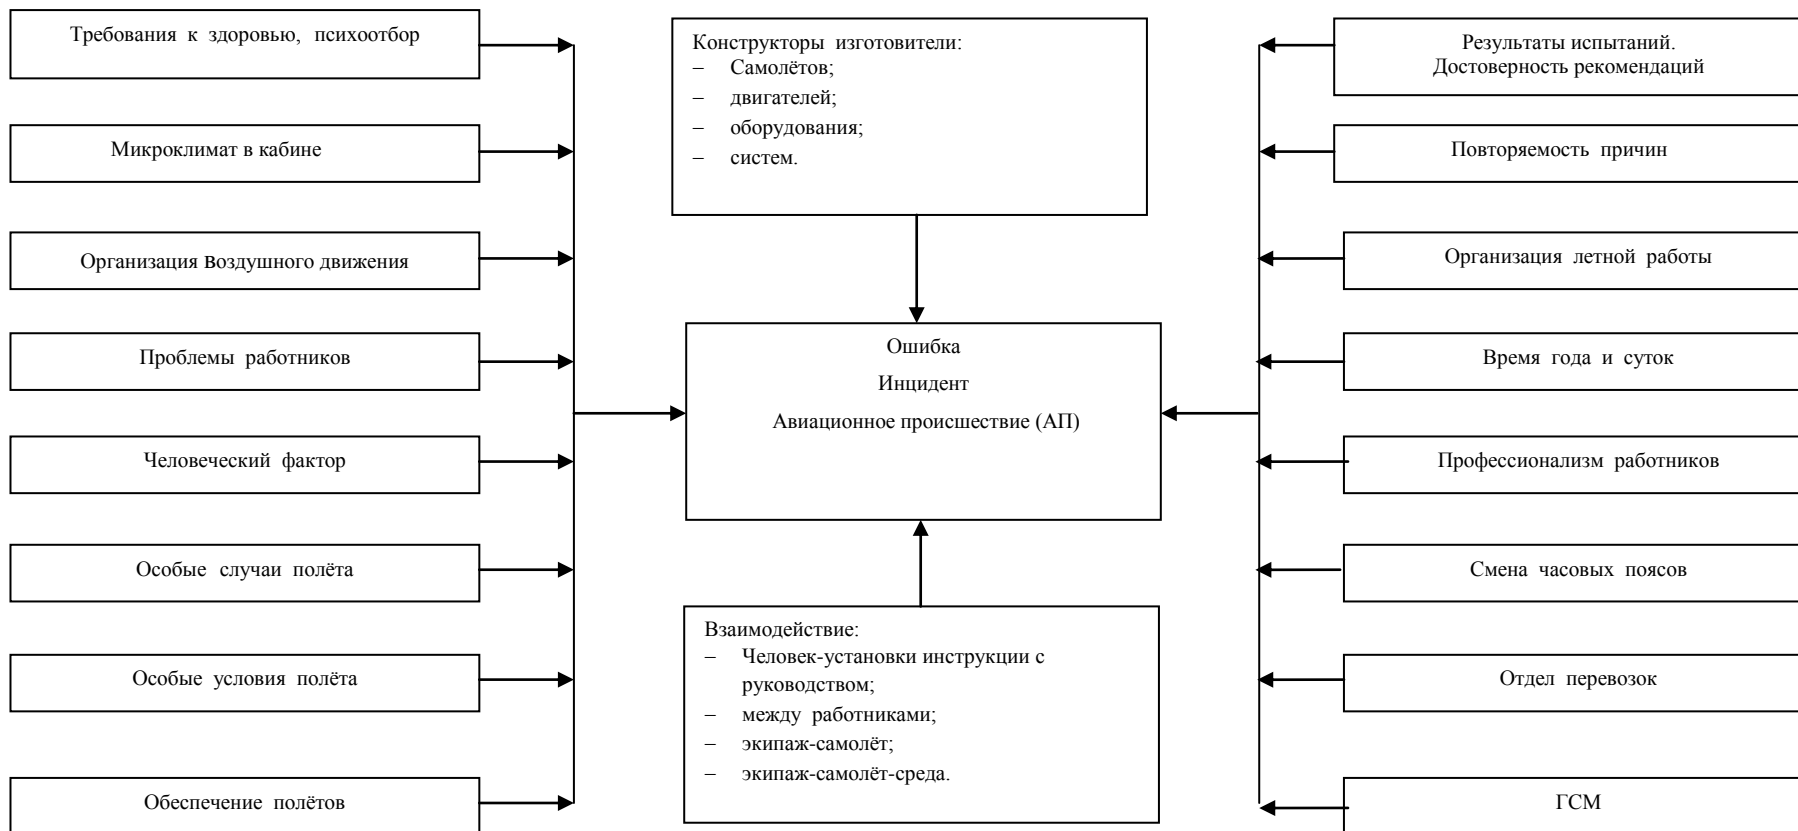 Требования к здоровью, психоотбор
Микроклимат в кабине
Организация воздушного движения
Проблемы работников
Человеческий фактор
Особые случаи полёта
Особые условия полёта
Обеспечение полётов
Конструкторы изготовители:
– Самолётов;
– двигателей;
– оборудования;
– систем.
Ошибка
Инцидент
Авиационное происшествие (АП)
Взаимодействие:
– Человек-установки инструкции с
руководством;
– между работниками;
– экипаж-самолёт;
– экипаж-самолёт-среда.
Результаты испытаний.
Достоверность рекомендаций
Повторяемость причин
Организация летной работы
Время года и суток
Профессионализм работников
Смена часовых поясов
Отдел перевозок
ГСМ